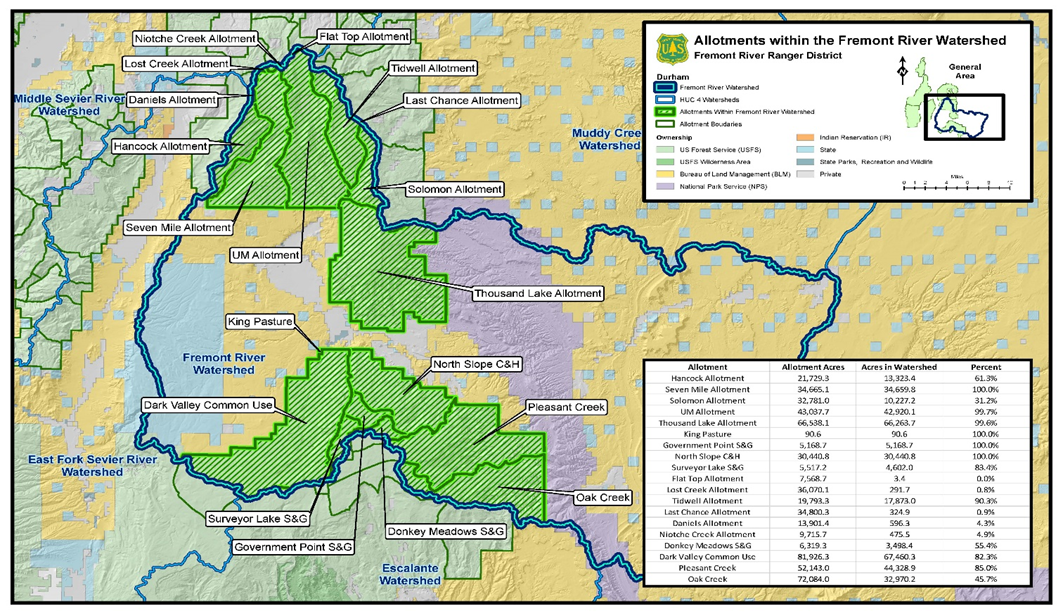 Allotments within the Fremont River Watershed
Fremont River Ranger District
UAS
Durham
Fremont River Watershed
HUC 4 Watersheds
Allotments Within Fremont River Watershed
Allotment Boudaries
Ownership
US Forest Service (USFS)
USFS Wilderness Area
Bureau of Land Management (BLM)
National Park Service (NPS)
Indian Reservation (IR)
State
State Parks, Recreation and Wildlife
Private
N
General
Area
Miles
Niotche Creek Allotment
Flat Top Allotment
Lost Creek Allotment
Tidwell Allotment
Middle Sevier River
Watershed
Daniels Allotment
Last Chance Allotment
Muddy Cree
Watershed
Hancock Allotment
Solomon Allotment
Seven Mile Allotment
UM Allotment
Thousand Lake Allotment
King Pasture
Fremont River
Watershed
North Slope C&H
Dark Valley Common Use
Pleasant Creek
East Fork Sevier River
Watershed
Oak Creek
Surveyor Lake S&G
Donkey Meadows S&G
Government Point S&G
Escalante
Watershed
Allotment Allotment Acres Acres in Watershed Percent
Hancock Allotment 21,729.3 13,323.4 61.3%
Seven Mile Allotment 34,665.1 34,659.8 100.0%
Solomon Allotment 32,781.0 10,227.2 31.2%
UM Allotment 43,037.7 42,920.1 99.7%
Thousand Lake Allotment 66,538.1 66,263.7 99.6%
King Pasture 90.6 90.6 100.0%
Government Point S&G 5,168.7 5,168.7 100.0%
North Slope C&H 30,440.8 30,440.8 100.0%
Surveyor Lake S&G 5,517.2 4,602.0 83.4%
Flat Top Allotment 7,568.7 3.4 0.0%
Lost Creek Allotment 36,070.1 291.7 0.8%
Tidwell Allotment 19,793.3 17,873.0 90.3%
Last Chance Allotment 34,800.3 324.9 0.9%
Daniels Allotment 13,901.4 596.3 4.3%
Niotche Creek Allotment 9,715.7 475.5 4.9%
Donkey Meadows S&G 6,319.3 3,498.4 55.4%
Dark Valley Common Use 81,926.3 67,460.3 82.3%
Pleasant Creek 52,143.0 44,328.9 85.0%
Oak Creek 72,084.0 32,970.2 45.7%